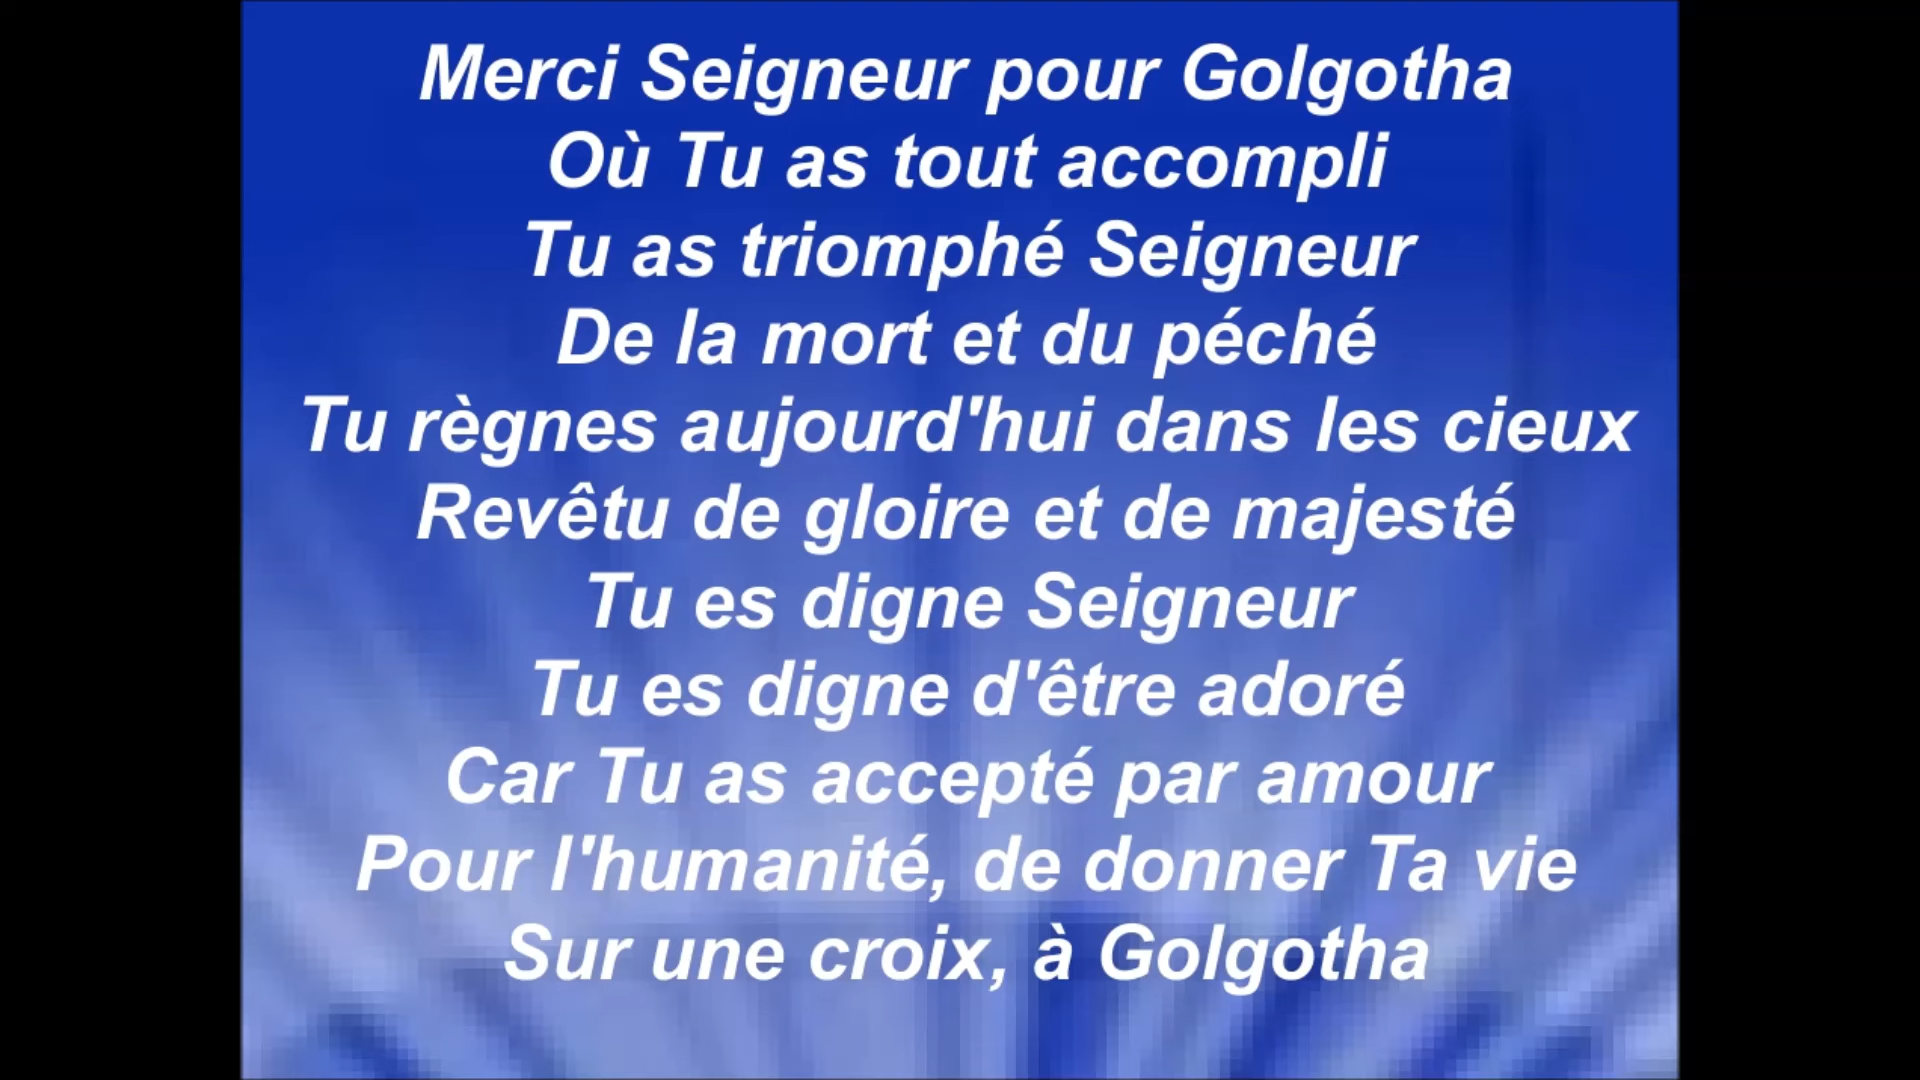 Merci Seigneur pour Golgotha
Où Tu as tout accompli
Tu as triomphé Seigneur
De la mort et du péché
Tu règnes aujourd'hui dans les cieux
Revêtu de gloire et de majesté
Tu es digne Seigneur
Tu es digne d'être adoré
Car Tu as accepté par amour
Pour l'humanité, de donner Ta vie
Sur une croix, à Golgotha